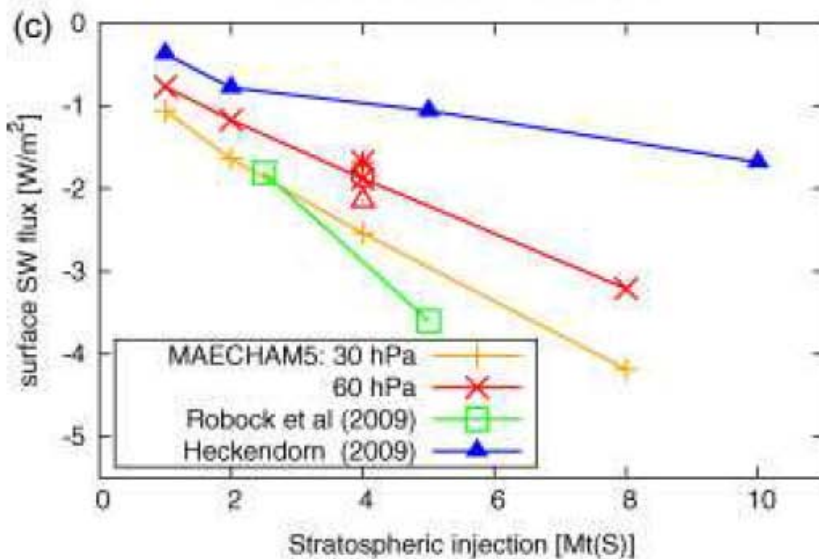 (c)
0
-1
-2
-3
-4
-5
surface SW flux [W/m²]
MAECHAM5: 30 hPa
60 hPa
Robock et al (2009)
Heckendorn (2009)
0 2 4 6 8 10
Stratospheric injection [Mt(S)]